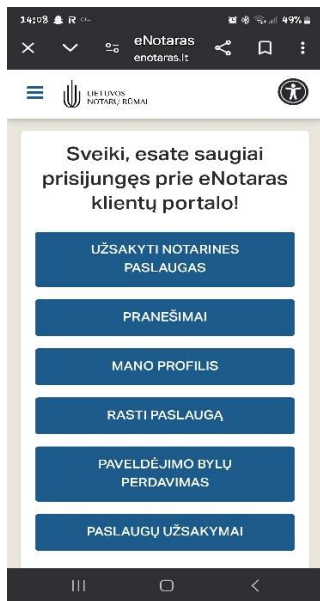 14:08
49%
eNotaras
enotaras.lt
LIETUVOS
NOTARŲ RŪMAI
Sveiki, esate saugiai
prisijungęs prie eNotaras
klientų portalo!
UŽSAKYTI NOTARINES
PASLAUGAS
PRANEŠIMAI
MANO PROFILIS
RASTI PASLAUGĄ
PAVELDĖJIMO BYLŲ
PERDAVIMAS
PASLAUGŲ UŽSAKYMAI